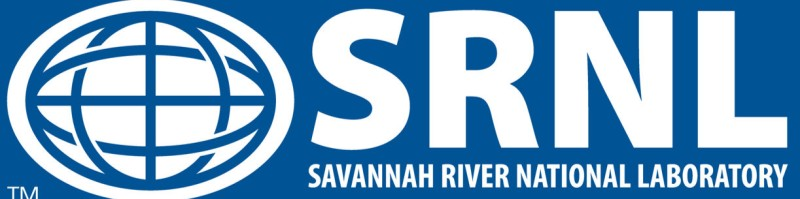 SRNL
SAVANNAH RIVER NATIONAL LABORATORY
TM